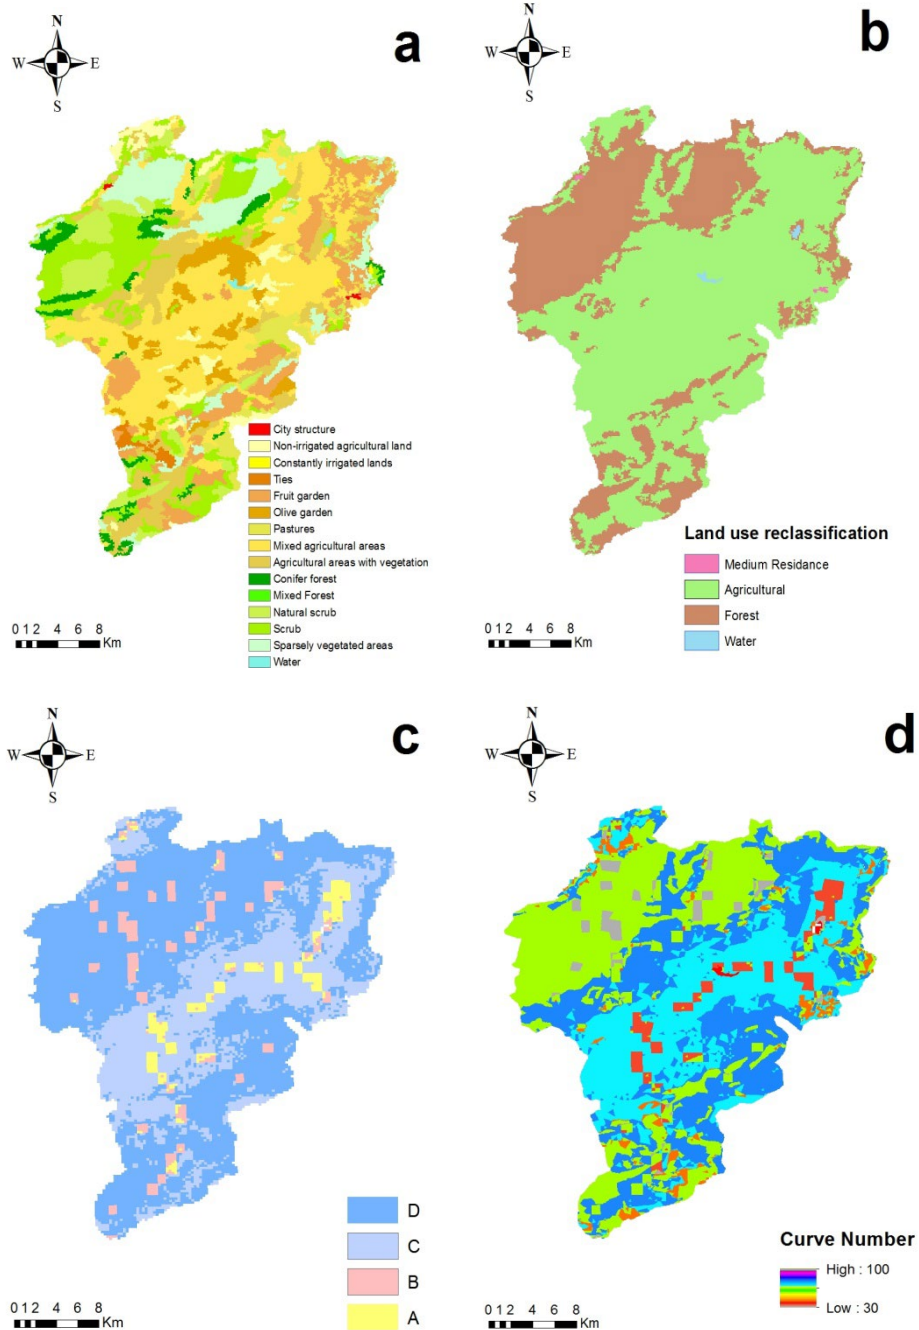 N
a
W E
S
City structure
Non-irrigated agricultural land
Constantly irrigated lands
Ties
Fruit garden
Olive garden
Pastures
Mixed agricultural areas
Agricultural areas with vegetation
Conifer forest
Mixed Forest
Natural scrub
Scrub
Sparsely vegetated areas
Water
0 1 2 4 6 8
Km
N
b
W E
S
Land use reclassification
Medium Residance
Agricultural
Forest
Water
0 1 2 4 6 8
Km
N
c
W E
S
D
C
B
A
0 1 2 4 6 8
Km
N
d
W E
S
Curve Number
High : 100
Low : 30
0 1 2 4 6 8
Km